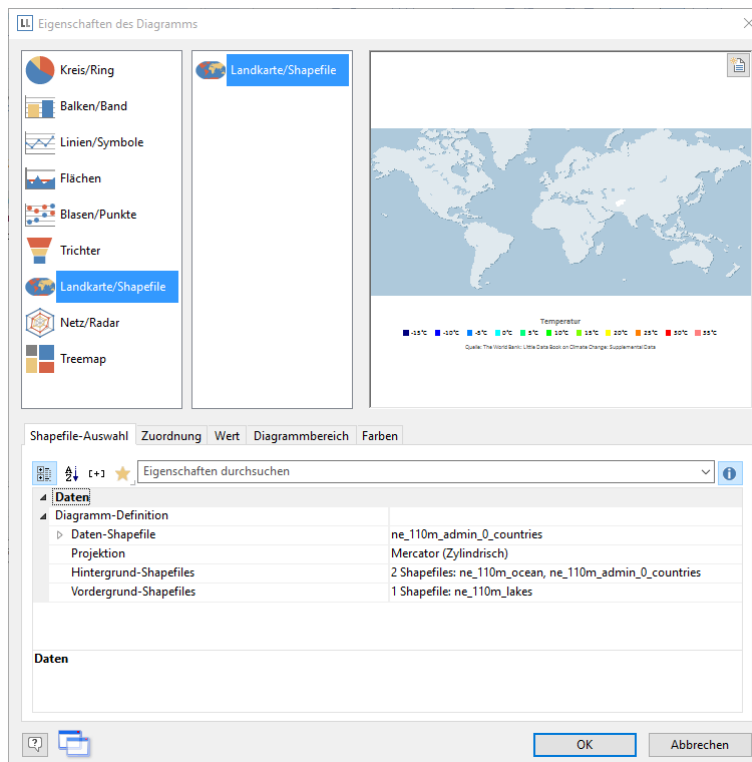 LL Eigenschaften des Diagramms
Kreis/Ring
Balken/Band
Linien/Symbole
Flächen
Blasen/Punkte
Trichter
Landkarte/Shapefile
Netz/Radar
Treemap
Landkarte/Shapefile
Temperatur
-15°C -10°C -5°C 0°C 5°C 10°C 15°C 20°C 25°C 30°C 35°C
Quelle: The World Bank: Little Data Book on Climate Change: Supplemental Data
Shapefile-Auswahl Zuordnung Wert Diagrammbereich Farben
Eigenschaften durchsuchen
Daten
Diagramm-Definition
Daten-Shapefile ne_110m_admin_0_countries
Projektion Mercator (Zylindrisch)
Hintergrund-Shapefiles 2 Shapefiles: ne_110m_ocean, ne_110m_admin_0_countries
Vordergrund-Shapefiles 1 Shapefile: ne_110m_lakes
Daten
OK Abbrechen